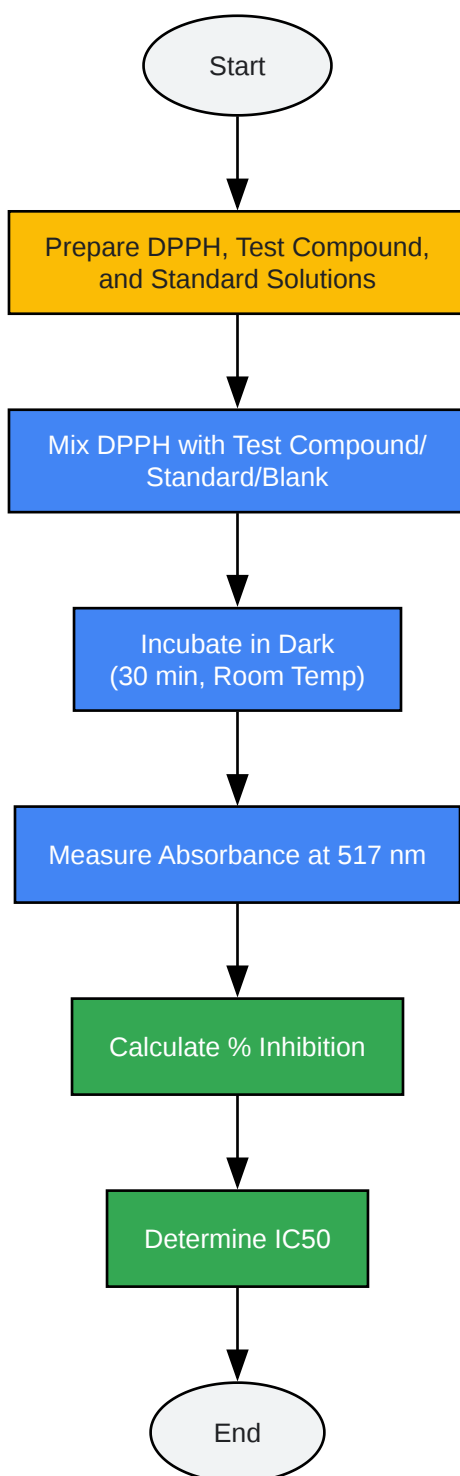 Start
Prepare DPPH, Test Compound,
and Standard Solutions
Mix DPPH with Test Compound/
Standard/Blank
Incubate in Dark
(30 min, Room Temp)
Measure Absorbance at 517 nm
Calculate % Inhibition
Determine IC50
End